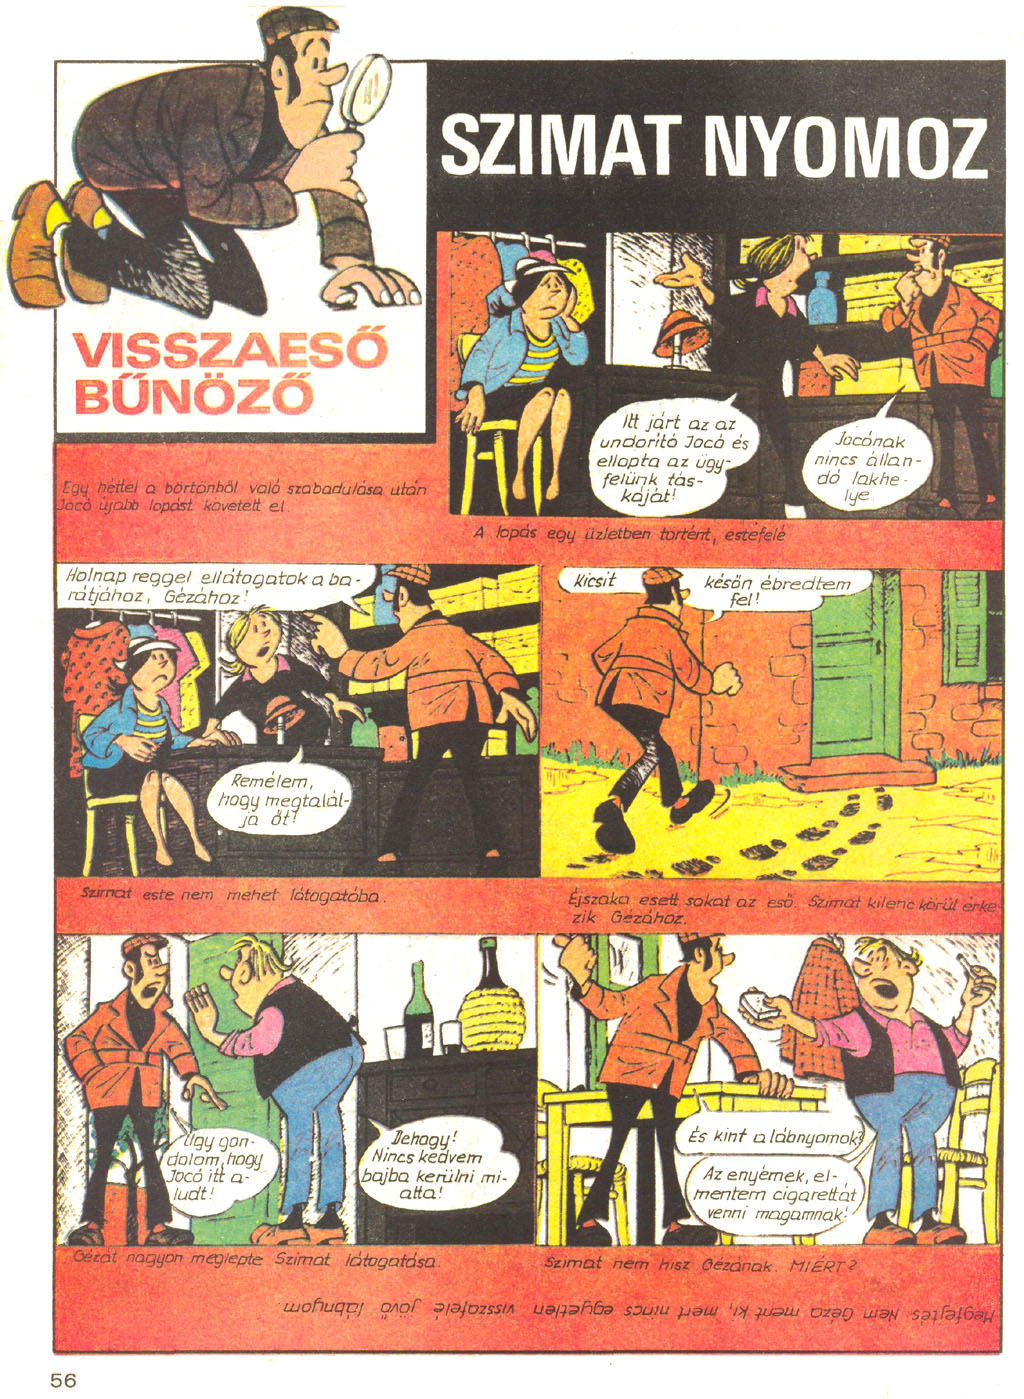 SZIMAT NYOMOZ
VISSZAESŐ
BŰNÖZŐ
Egy héttel a börtönből való szabadulása után
Jocó újabb lopást követett el.
Itt járt az az
undorító Jocó és
ellopta az ügy-
felünk tás-
káját!
Jocónak
nincs állan-
dó lakhe-
lye.
A lopás egy üzletben történt, estefelé
Holnap reggel ellátogatok a ba-
rátjához, Gézához!
Remélem,
hogy megtalál-
ja őt!
Szimat este nem mehet látogatóba.
Kicsit későn ébredtem
fel!
Éjszaka esett sokat az eső. Szimat kilenc körül érke-
zik Gézához.
Úgy gon-
dolom, hogy
Jocó itt a-
ludt!
Dehogy!
Nincs kedvem
bajba kerülni mi-
atta!
Gézát nagyon meglepte Szimat látogatása.
És kint a lábnyomok?
Az enyémek, el-
mentem cigarettát
venni magamnak!
Szimat nem hisz Gézának. MIÉRT?
Megfejtés Nem Géza ment ki, mert nincs egyetlen visszafelé jövő lábnyom.
56